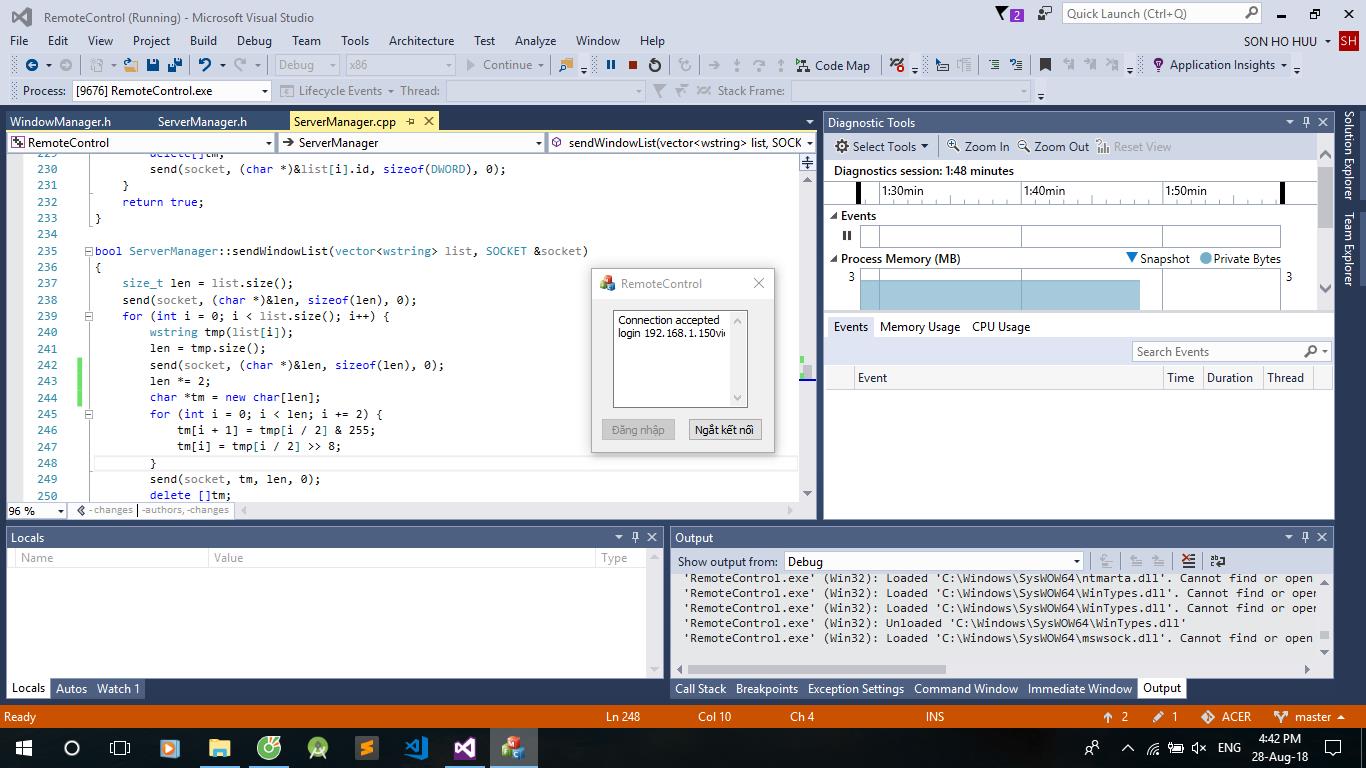 RemoteControl (Running) - Microsoft Visual Studio
2
Quick Launch (Ctrl+Q)
File Edit View Project Build Debug Team Tools Architecture Test Analyze Window Help
SON HO HUU SH
Debug x86 Continue Code Map Application Insights
Process: [9676] RemoteControl.exe Lifecycle Events Thread: Stack Frame:
WindowManager.h ServerManager.h ServerManager.cpp
RemoteControl ServerManager sendWindowList(vector<wstring> list, SOCK
229 delete[]tm;
230 send(socket, (char *)&list[i].id, sizeof(DWORD), 0);
231 }
232 return true;
233 }
234
235 bool ServerManager::sendWindowList(vector<wstring> list, SOCKET &socket)
236 {
237 size_t len = list.size();
238 send(socket, (char *)&len, sizeof(len), 0);
239 for (int i = 0; i < list.size(); i++) {
240 wstring tmp(list[i]);
241 len = tmp.size();
242 send(socket, (char *)&len, sizeof(len), 0);
243 len *= 2;
244 char *tm = new char[len];
245 for (int i = 0; i < len; i += 2) {
246 tm[i + 1] = tmp[i / 2] & 255;
247 tm[i] = tmp[i / 2] >> 8;
248 }
249 send(socket, tm, len, 0);
250 delete []tm;
96 % - changes -authors, -changes
RemoteControl
Connection accepted
login 192.168.1.150vi
Đăng nhập Ngắt kết nối
Diagnostic Tools
Select Tools Zoom In Zoom Out Reset View
Diagnostics session: 1:48 minutes
1:30min 1:40min 1:50min
Events
Process Memory (MB) Snapshot Private Bytes
3 3
Events Memory Usage CPU Usage
Search Events
Event Time Duration Thread
Solution Explorer
Team Explorer
Locals
Name Value Type
Locals Autos Watch 1
Output
Show output from: Debug
'RemoteControl.exe' (Win32): Loaded 'C:\Windows\SysWOW64\ntmarta.dll'. Cannot find or open
'RemoteControl.exe' (Win32): Loaded 'C:\Windows\SysWOW64\WinTypes.dll'. Cannot find or oper
'RemoteControl.exe' (Win32): Loaded 'C:\Windows\SysWOW64\WinTypes.dll'. Cannot find or oper
'RemoteControl.exe' (Win32): Unloaded 'C:\Windows\SysWOW64\WinTypes.dll'
'RemoteControl.exe' (Win32): Loaded 'C:\Windows\SysWOW64\mswsock.dll'. Cannot find or open
Call Stack Breakpoints Exception Settings Command Window Immediate Window Output
Ready Ln 248 Col 10 Ch 4 INS 2 1 ACER master
ENG 4:42 PM
28-Aug-18